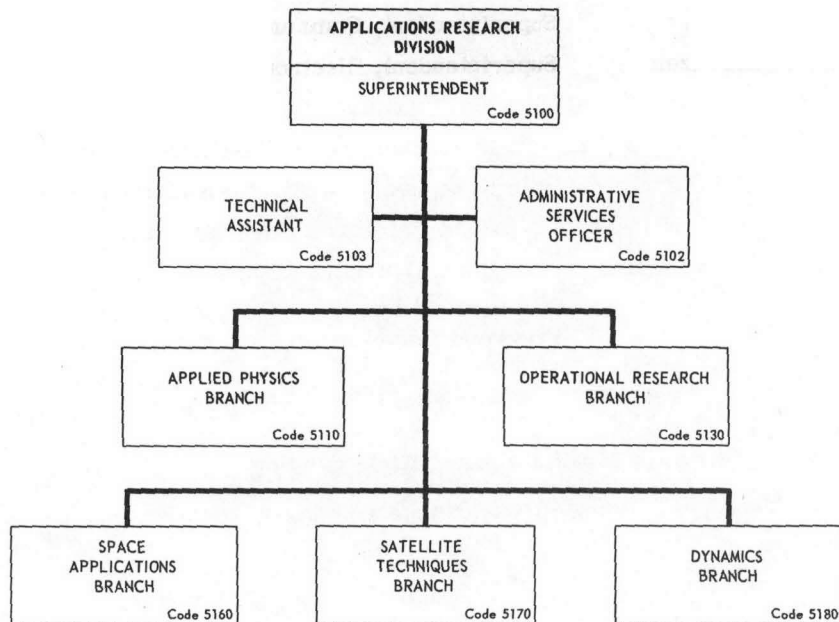 APPLICATIONS RESEARCH
DIVISION
SUPERINTENDENT
Code 5100
TECHNICAL
ASSISTANT
Code 5103
ADMINISTRATIVE
SERVICES
OFFICER
Code 5102
APPLIED PHYSICS
BRANCH
Code 5110
OPERATIONAL RESEARCH
BRANCH
Code 5130
SPACE
APPLICATIONS
BRANCH
Code 5160
SATELLITE
TECHNIQUES
BRANCH
Code 5170
DYNAMICS
BRANCH
Code 5180